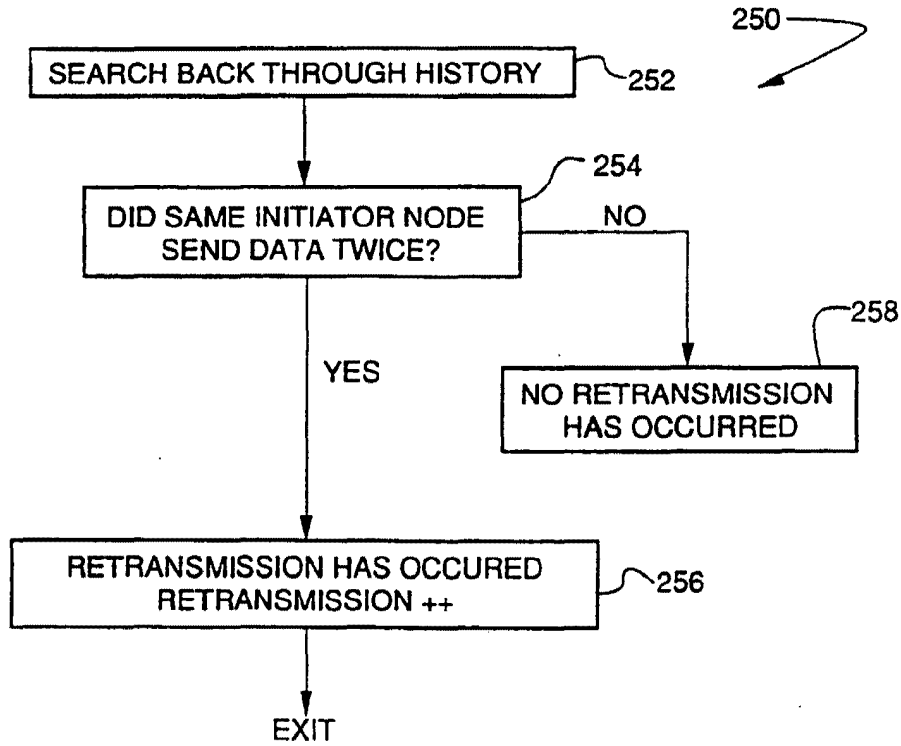 250
SEARCH BACK THROUGH HISTORY
252
254
DID SAME INITIATOR NODE
SEND DATA TWICE?
NO
258
YES
NO RETRANSMISSION
HAS OCCURRED
RETRANSMISSION HAS OCCURED
RETRANSMISSION ++
256
EXIT